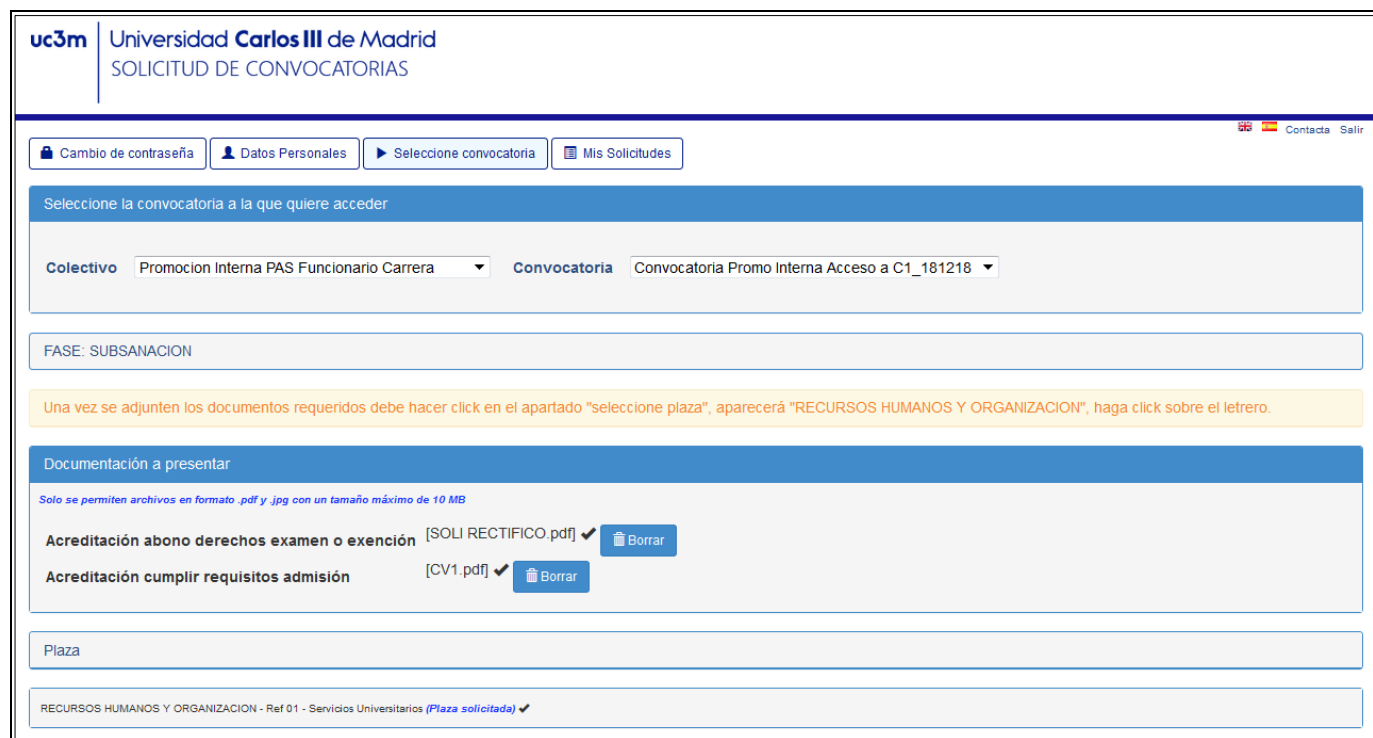 uc3m Universidad Carlos III de Madrid
SOLICITUD DE CONVOCATORIAS
Contacta Salir
Cambio de contraseña Datos Personales Seleccione convocatoria Mis Solicitudes
Seleccione la convocatoria a la que quiere acceder
Colectivo Promocion Interna PAS Funcionario Carrera Convocatoria Convocatoria Promo Interna Acceso a C1_181218
FASE: SUBSANACION
Una vez se adjunten los documentos requeridos debe hacer click en el apartado "seleccione plaza", aparecerá "RECURSOS HUMANOS Y ORGANIZACION", haga click sobre el letrero.
Documentación a presentar
Solo se permiten archivos en formato .pdf y .jpg con un tamaño máximo de 10 MB
Acreditación abono derechos examen o exención [SOLI RECTIFICO.pdf] Borrar
Acreditación cumplir requisitos admisión [CV1.pdf] Borrar
Plaza
RECURSOS HUMANOS Y ORGANIZACION - Ref 01 - Servicios Universitarios (Plaza solicitada)